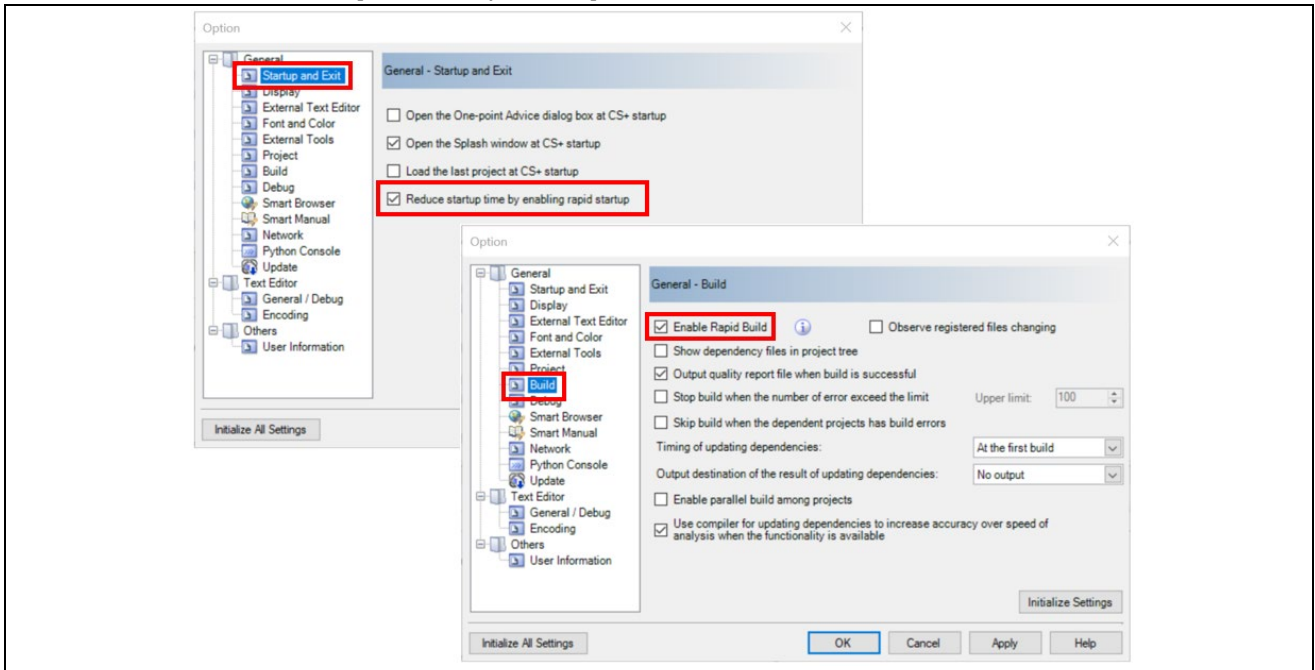 Option
General
Startup and Exit
Display
External Text Editor
Font and Color
External Tools
Project
Build
Debug
Smart Browser
Smart Manual
Network
Python Console
Update
Text Editor
General / Debug
Encoding
Others
User Information
General - Startup and Exit
Open the One-point Advice dialog box at CS+ startup
Open the Splash window at CS+ startup
Load the last project at CS+ startup
Reduce startup time by enabling rapid startup
Initialize All Settings
Option
General
Startup and Exit
Display
External Text Editor
Font and Color
External Tools
Project
Build
Debug
Smart Browser
Smart Manual
Network
Python Console
Update
Text Editor
General / Debug
Encoding
Others
User Information
General - Build
Enable Rapid Build Observe registered files changing
Show dependency files in project tree
Output quality report file when build is successful
Stop build when the number of error exceed the limit Upper limit: 100
Skip build when the dependent projects has build errors
Timing of updating dependencies: At the first build
Output destination of the result of updating dependencies: No output
Enable parallel build among projects
Use compiler for updating dependencies to increase accuracy over speed of
analysis when the functionality is available
Initialize Settings
Initialize All Settings OK Cancel Apply Help